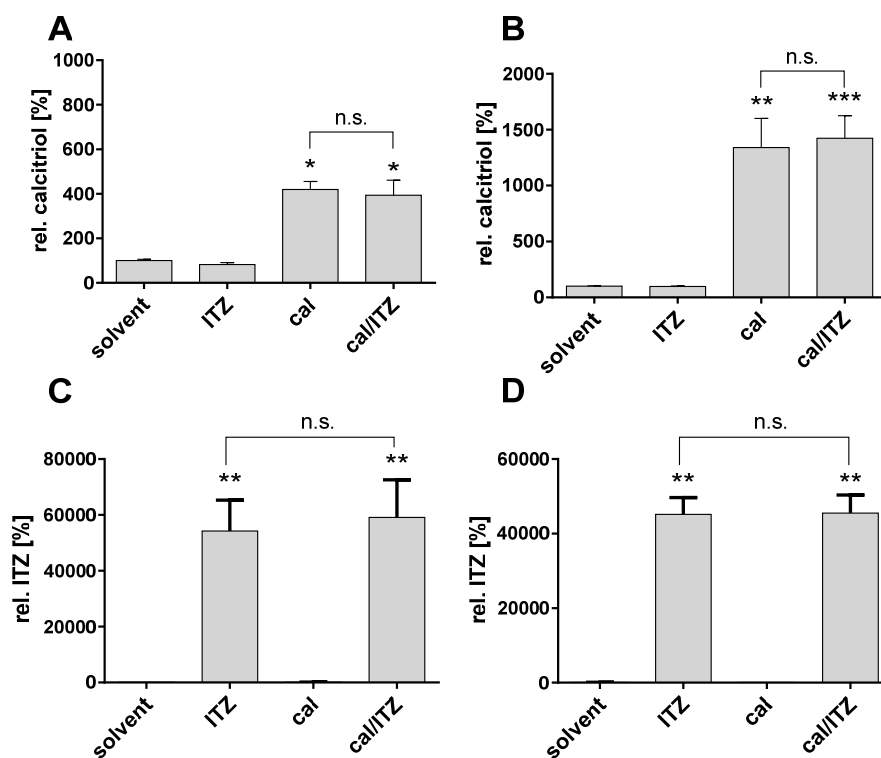 A
rel. calcitriol [%]
1000
800
600
400
200
0
n.s.
*
*
solvent
ITZ
cal
cal/ITZ
B
rel. calcitriol [%]
2000
1500
1000
500
0
n.s.
**
***
solvent
ITZ
cal
cal/ITZ
C
rel. ITZ [%]
80000
60000
40000
20000
0
n.s.
**
**
solvent
ITZ
cal
cal/ITZ
D
rel. ITZ [%]
60000
40000
20000
0
n.s.
**
**
solvent
ITZ
cal
cal/ITZ